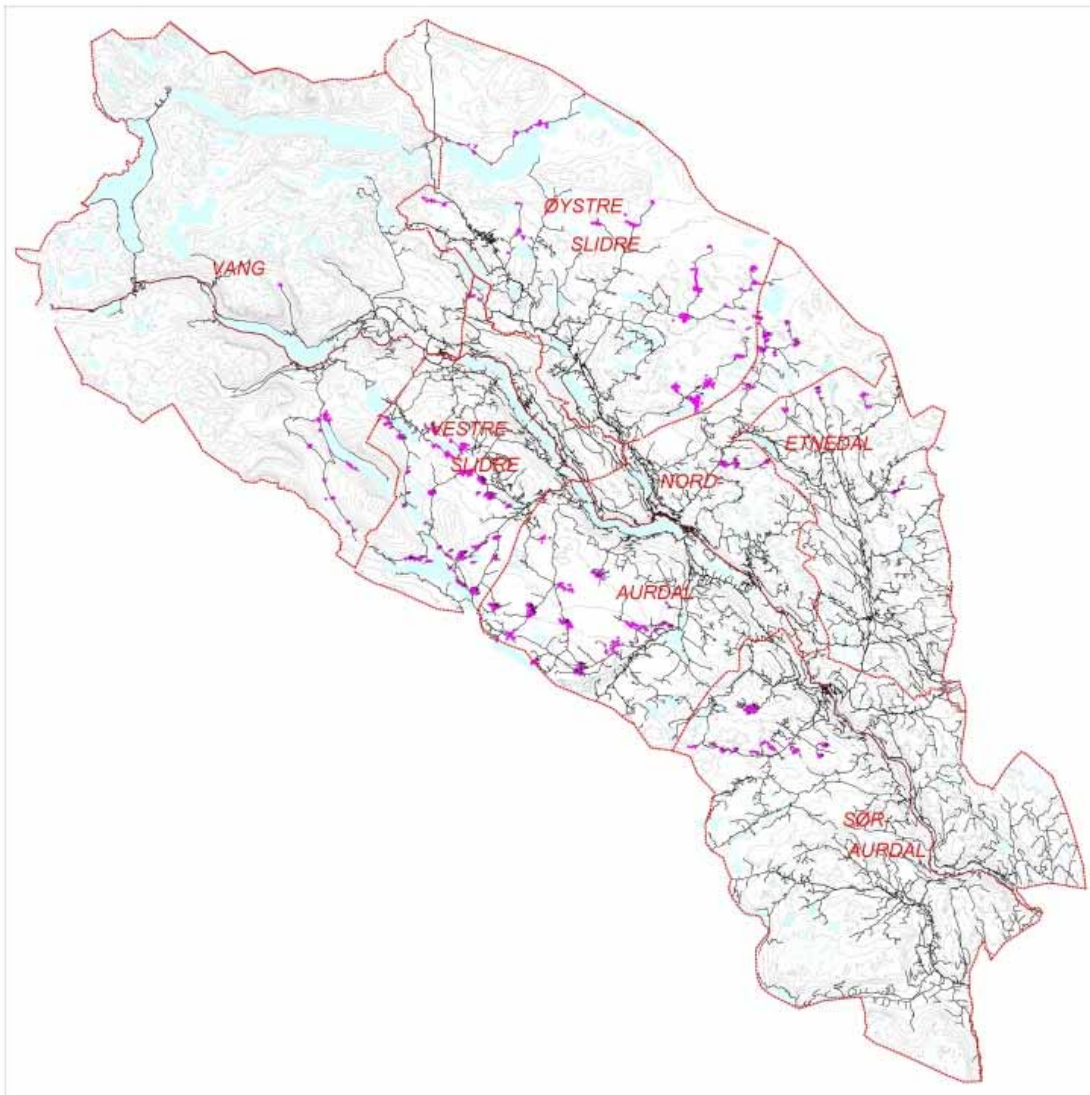 ØYSTRE
SLIDRE
VANG
VESTRE
SLIDRE
ETNEDAL
NORD-
AURDAL
SØR-
AURDAL